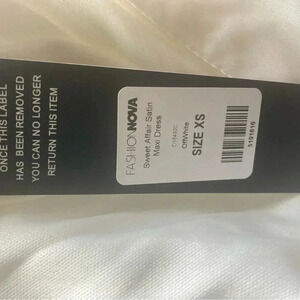 ONCE THIS LABEL
HAS BEEN REMOVED
YOU CAN NO LONGER
RETURN THIS ITEM
FASHIONNOVA
Sweet Affair Satin
Maxi Dress
OffWhite
SIZE XS
3191616